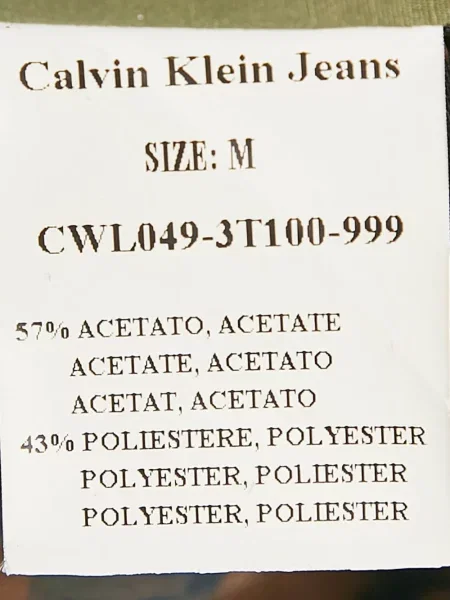 Calvin Klein Jeans
SIZE: M
CWL049-3T100-999
57% ACETATO, ACETATE
ACETATE, ACETATO
ACETAT, ACETATO
43% POLIESTERE, POLYESTER
POLYESTER, POLIESTER
POLYESTER, POLIESTER